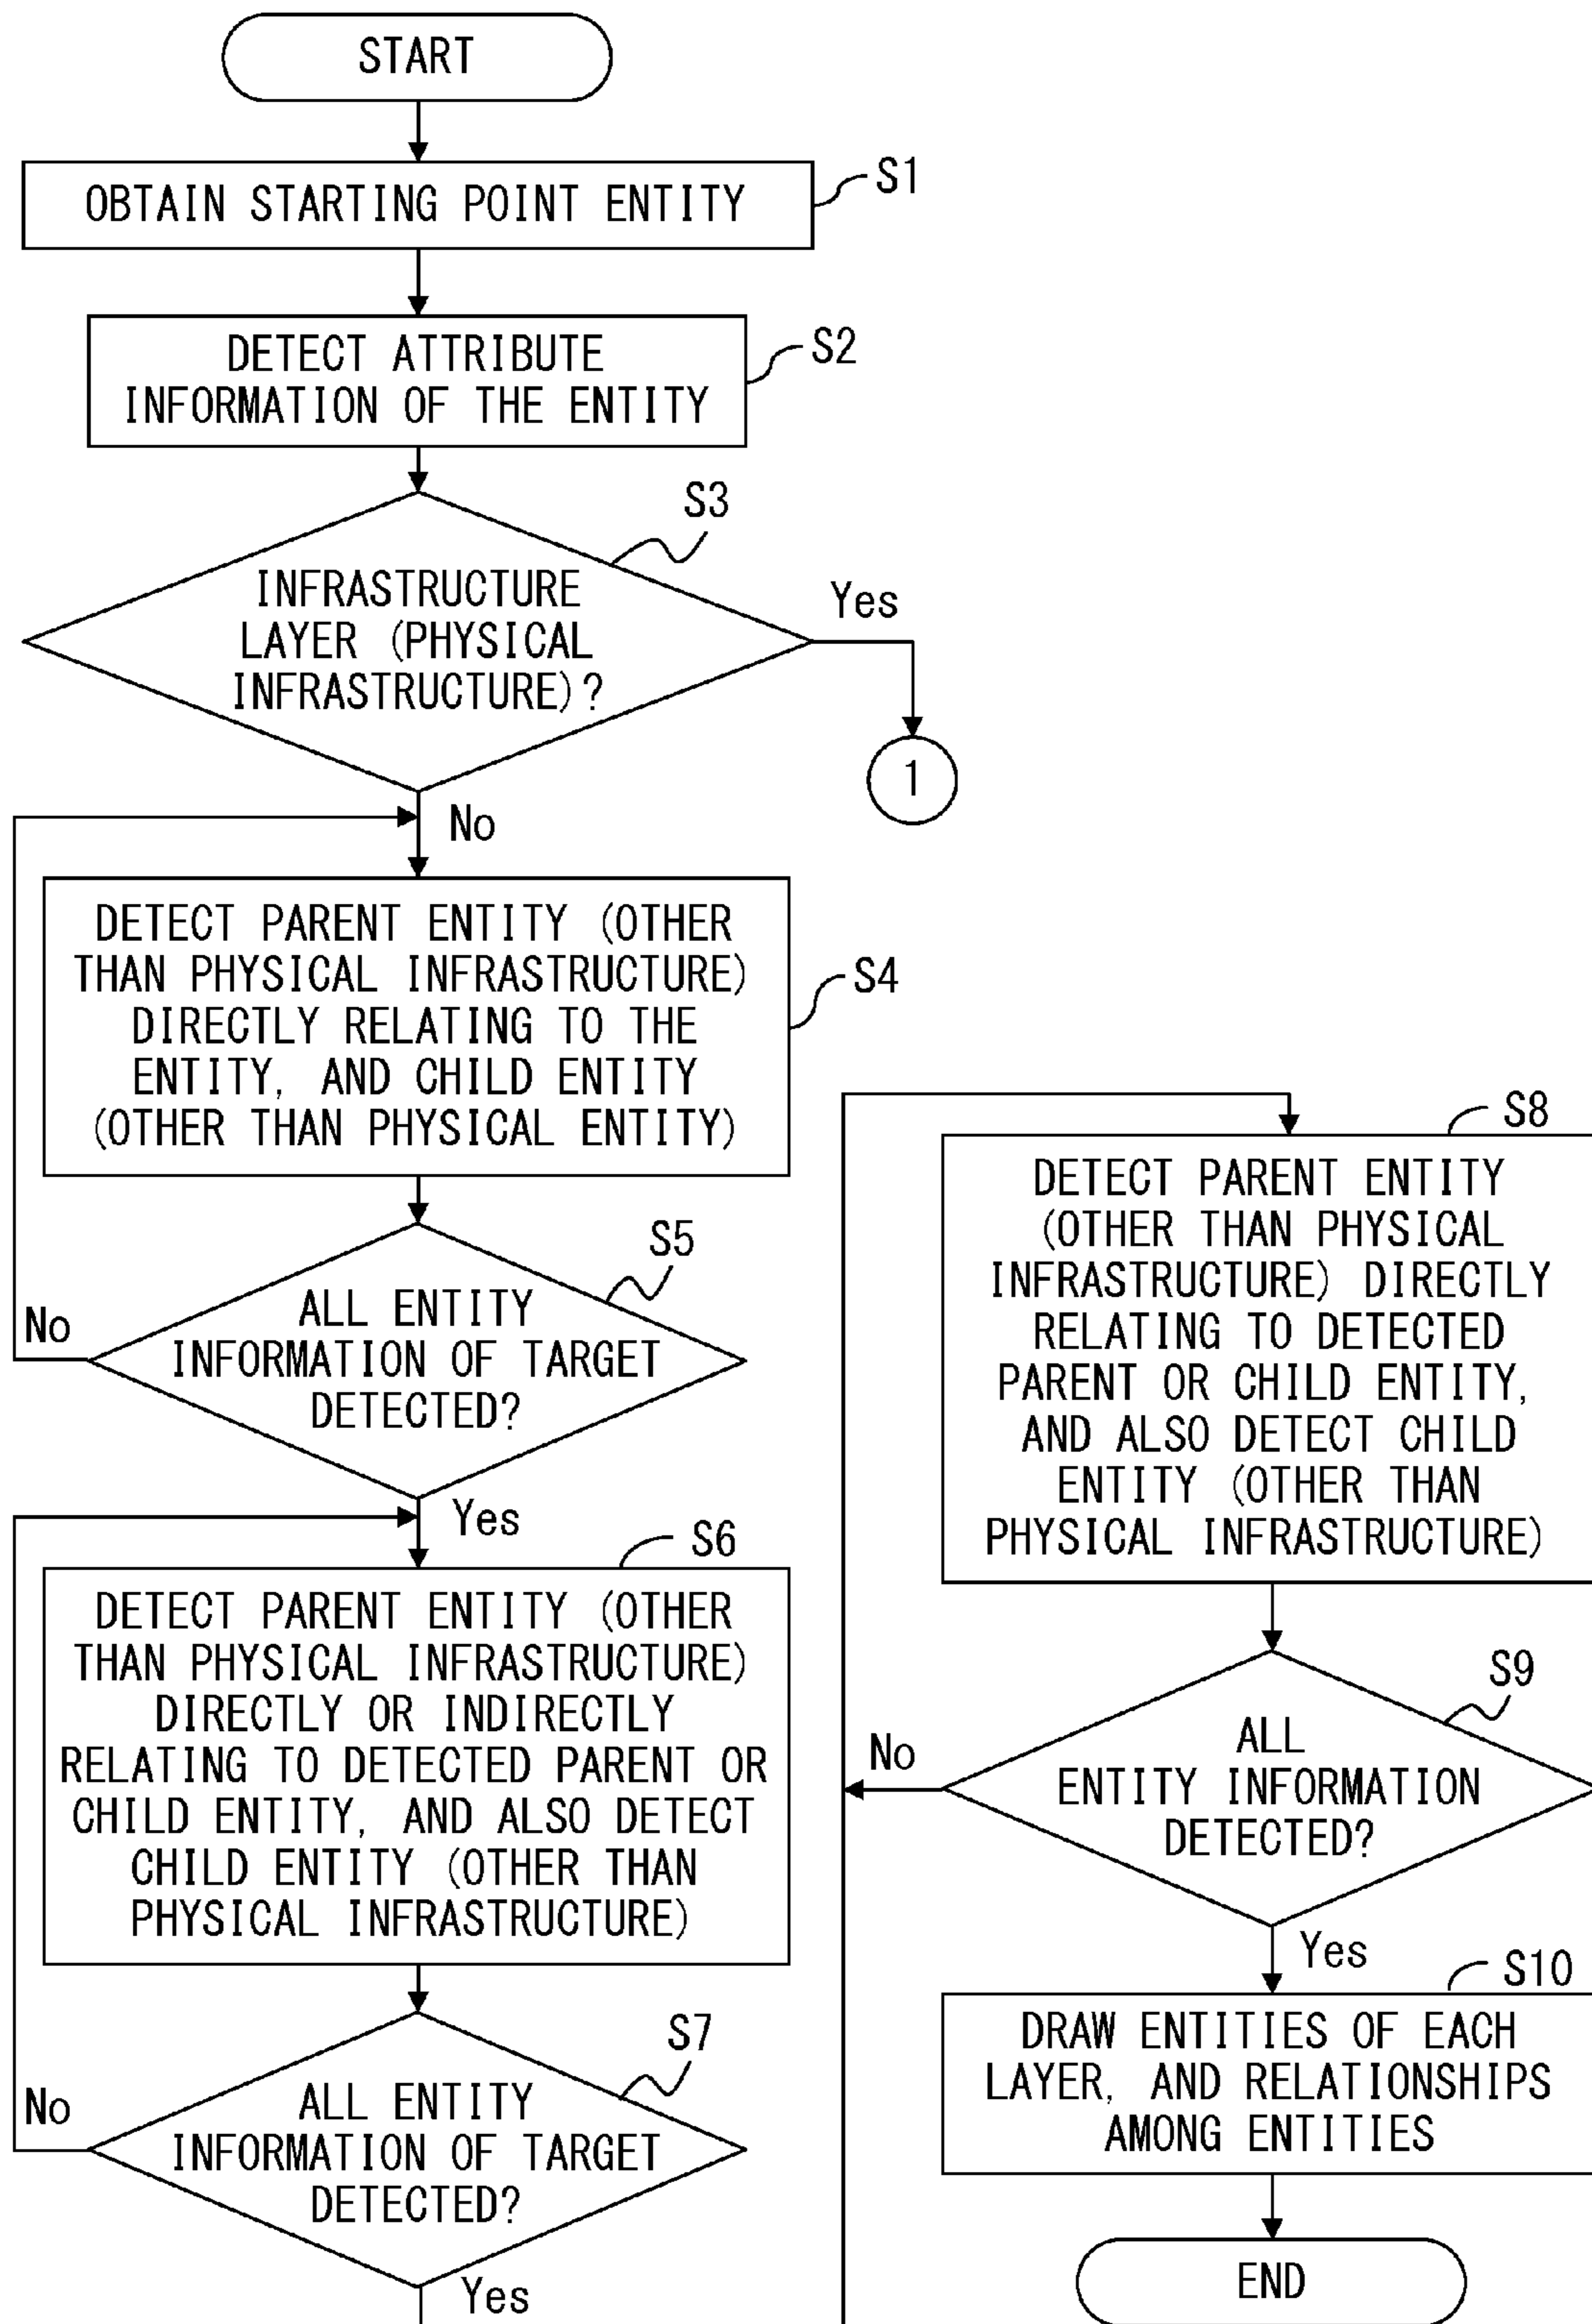 START
OBTAIN STARTING POINT ENTITY
S1
DETECT ATTRIBUTE
INFORMATION OF THE ENTITY
S2
S3
INFRASTRUCTURE
LAYER (PHYSICAL
INFRASTRUCTURE)?
Yes
1
No
DETECT PARENT ENTITY (OTHER
THAN PHYSICAL INFRASTRUCTURE)
DIRECTLY RELATING TO THE
ENTITY, AND CHILD ENTITY
(OTHER THAN PHYSICAL ENTITY)
S4
S5
ALL ENTITY
INFORMATION OF TARGET
DETECTED?
No
Yes
S6
DETECT PARENT ENTITY (OTHER
THAN PHYSICAL INFRASTRUCTURE)
DIRECTLY OR INDIRECTLY
RELATING TO DETECTED PARENT OR
CHILD ENTITY, AND ALSO DETECT
CHILD ENTITY (OTHER THAN
PHYSICAL INFRASTRUCTURE)
S7
ALL ENTITY
INFORMATION OF TARGET
DETECTED?
No
Yes
S8
DETECT PARENT ENTITY
(OTHER THAN PHYSICAL
INFRASTRUCTURE) DIRECTLY
RELATING TO DETECTED
PARENT OR CHILD ENTITY,
AND ALSO DETECT CHILD
ENTITY (OTHER THAN
PHYSICAL INFRASTRUCTURE)
S9
ALL
ENTITY INFORMATION
DETECTED?
No
Yes
S10
DRAW ENTITIES OF EACH
LAYER, AND RELATIONSHIPS
AMONG ENTITIES
END